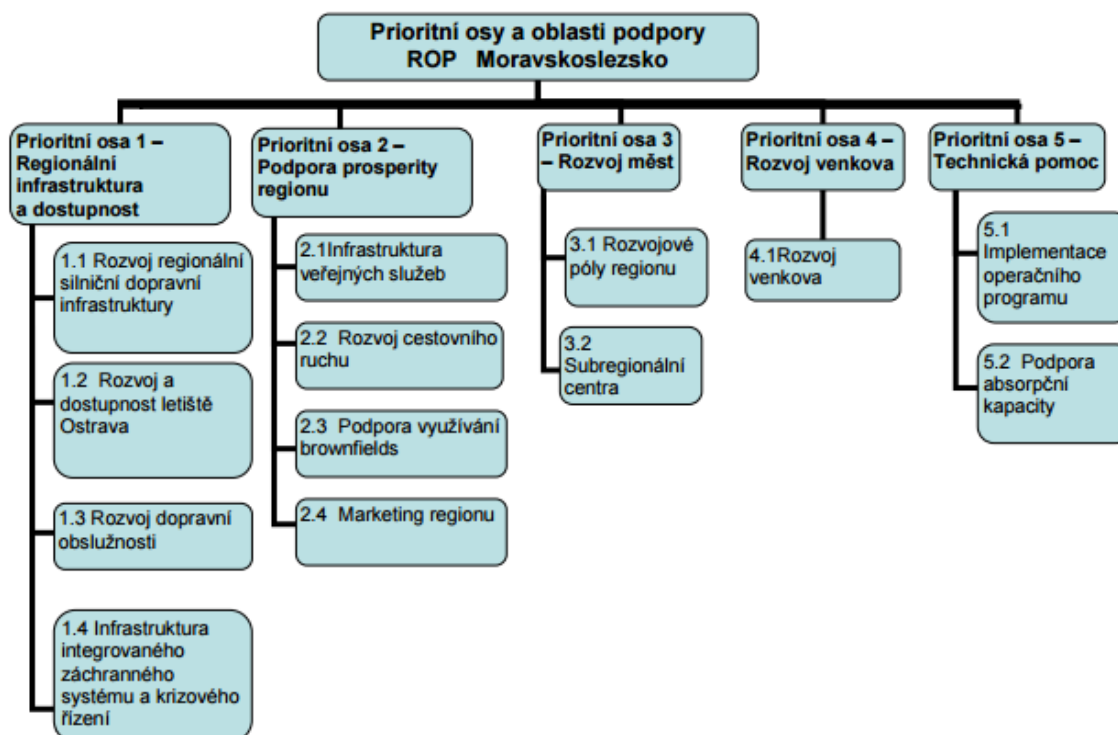 Prioritní osy a oblasti podpory
ROP Moravskoslezsko
Prioritní osa 1 –
Regionální
infrastruktura
a dostupnost
1.1 Rozvoj regionální
silniční dopravní
infrastruktury
1.2 Rozvoj a
dostupnost letiště
Ostrava
1.3 Rozvoj dopravní
obslužnosti
1.4 Infrastruktura
integrovaného
záchranného
systému a krizového
řízení
Prioritní osa 2 –
Podpora prosperity
regionu
2.1Infrastruktura
veřejných služeb
2.2 Rozvoj cestovního
ruchu
2.3 Podpora využívání
brownfields
2.4 Marketing regionu
Prioritní osa 3
– Rozvoj měst
3.1 Rozvojové
póly regionu
3.2
Subregionální
centra
Prioritní osa 4 –
Rozvoj venkova
4.1Rozvoj
venkova
Prioritní osa 5 –
Technická pomoc
5.1
Implementace
operačního
programu
5.2 Podpora
absorpční
kapacity